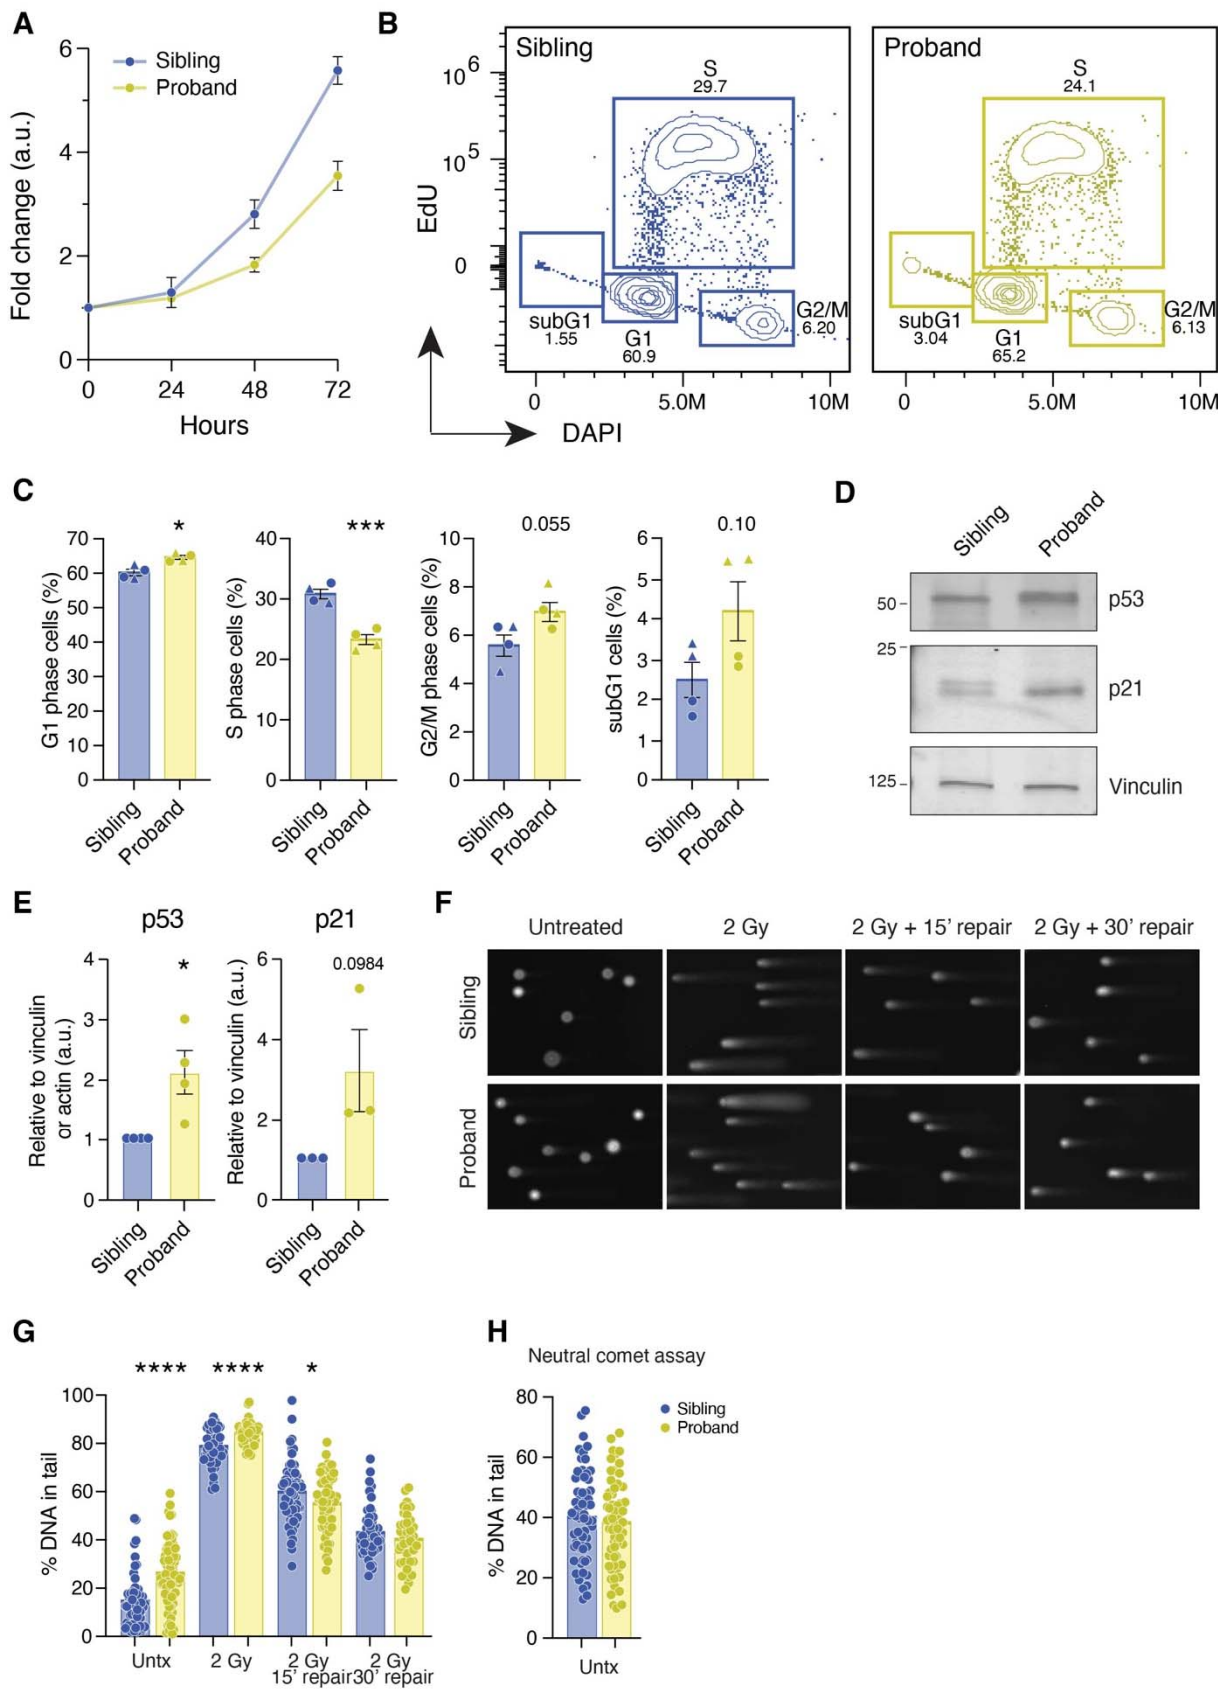 A
6
4
2
0
Fold change (a.u.)
Sibling
Proband
0 24 48 72
Hours
B
Sibling
S
29.7
10^6
10^5
0
EdU
subG1
1.55
G1
60.9
G2/M
6.20
0 5.0M 10M
DAPI
Proband
S
24.1
subG1
3.04
G1
65.2
G2/M
6.13
0 5.0M 10M
C
G1 phase cells (%)
70
60
50
40
30
20
10
0
*
Sibling
Proband
S phase cells (%)
40
30
20
10
0
***
Sibling
Proband
G2/M phase cells (%)
10
8
6
4
2
0
0.055
Sibling
Proband
subG1 cells (%)
6
5
4
3
2
1
0
0.10
Sibling
Proband
D
Sibling
Proband
50
p53
25
p21
125
Vinculin
E
p53
Relative to vinculin
or actin (a.u.)
4
3
2
1
0
*
Sibling
Proband
p21
Relative to vinculin (a.u.)
6
4
2
0
0.0984
Sibling
Proband
F
Untreated 2 Gy 2 Gy + 15’ repair 2 Gy + 30’ repair
Sibling
Proband
G
**** **** *
% DNA in tail
100
80
60
40
20
0
Untx 2 Gy 2 Gy 2 Gy
15’ repair 30’ repair
H
Neutral comet assay
% DNA in tail
80
60
40
20
0
Sibling
Proband
Untx